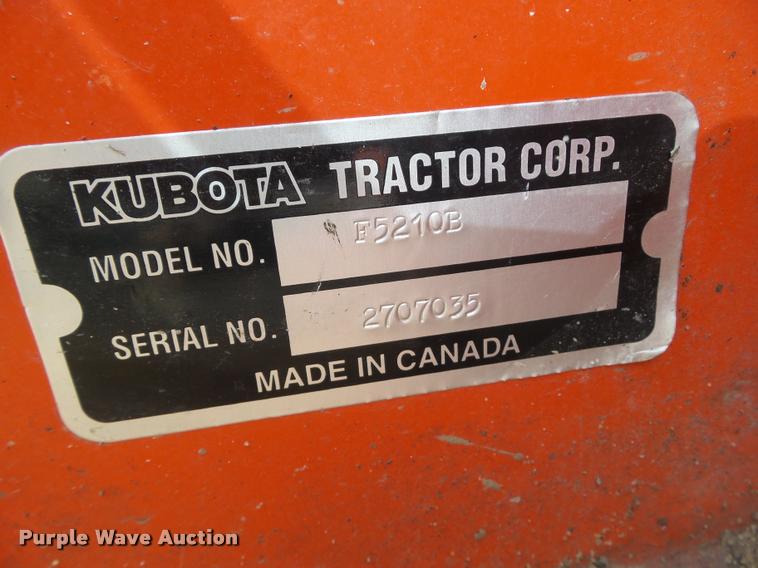 KUBOTA TRACTOR CORP.
MODEL NO. F5210B
SERIAL NO. 2707035
MADE IN CANADA
Purple Wave Auction